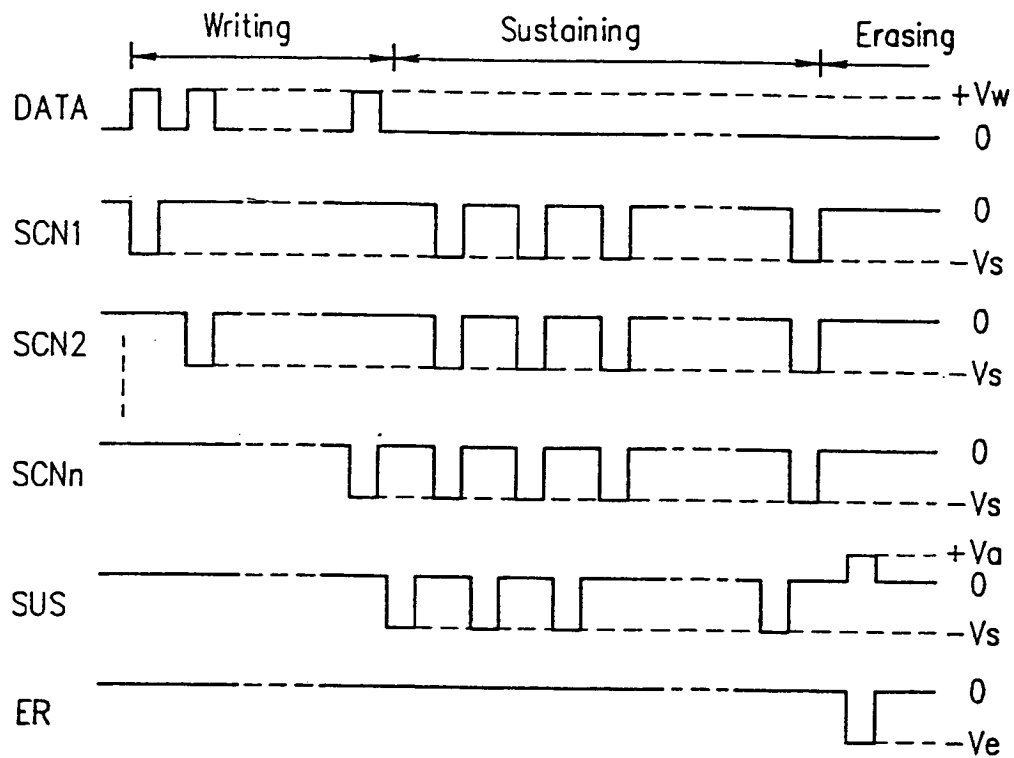 Writing Sustaining Erasing
DATA +Vw
0
SCN1 0
-Vs
SCN2 0
-Vs
SCNn 0
-Vs
+Va
SUS 0
-Vs
ER 0
-Ve